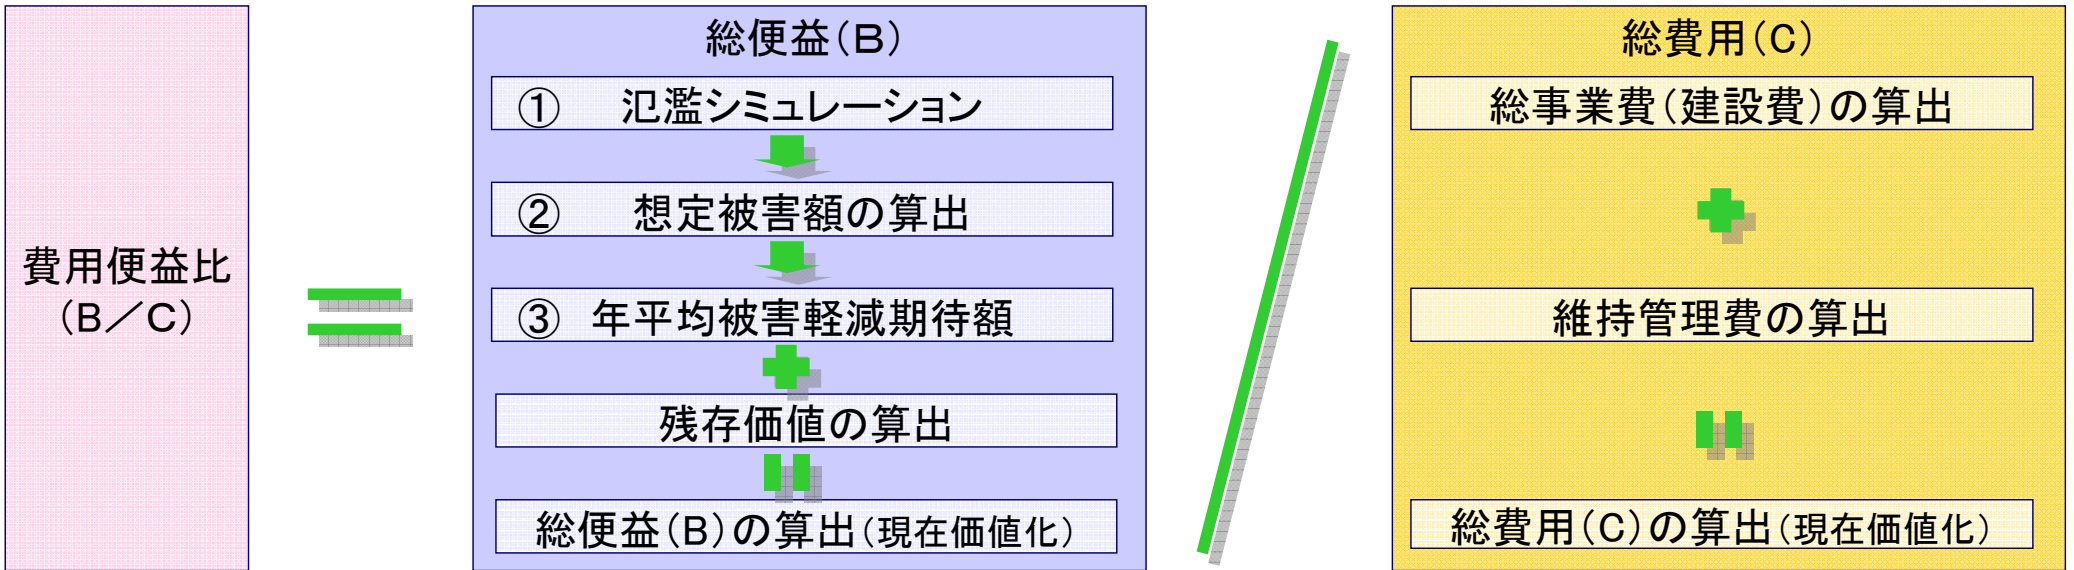 費用便益比
(B／C)
総便益(B)
① 氾濫シミュレーション
② 想定被害額の算出
③ 年平均被害軽減期待額
残存価値の算出
総便益(B)の算出(現在価値化)
総費用(C)
総事業費(建設費)の算出
維持管理費の算出
総費用(C)の算出(現在価値化)